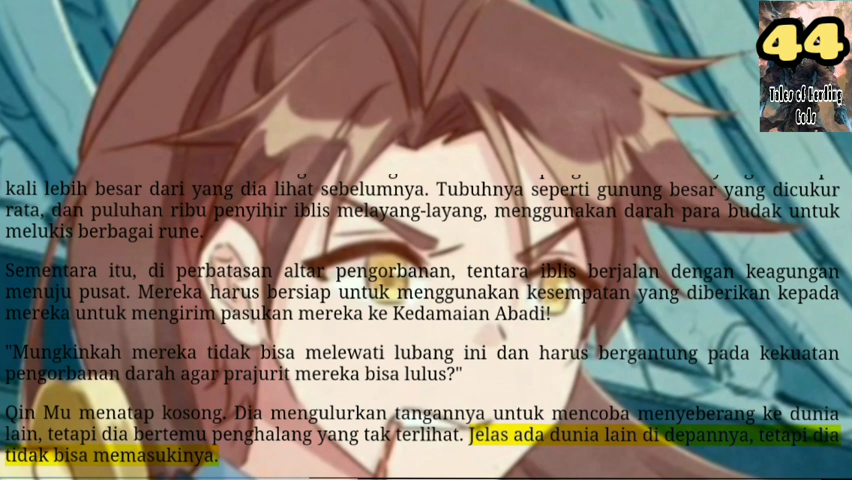 44
Tales of Herding
Gods
kali lebih besar dari yang dia lihat sebelumnya. Tubuhnya seperti gunung besar yang dicukur
rata, dan puluhan ribu penyihir iblis melayang-layang, menggunakan darah para budak untuk
melukis berbagai rune.
Sementara itu, di perbatasan altar pengorbanan, tentara iblis berjalan dengan keagungan
menuju pusat. Mereka harus bersiap untuk menggunakan kesempatan yang diberikan kepada
mereka untuk mengirim pasukan mereka ke Kedamaian Abadi!
"Mungkinkah mereka tidak bisa melewati lubang ini dan harus bergantung pada kekuatan
pengorbanan darah agar prajurit mereka bisa lulus?"
Qin Mu menatap kosong. Dia mengulurkan tangannya untuk mencoba menyeberang ke dunia
lain, tetapi dia bertemu penghalang yang tak terlihat. Jelas ada dunia lain di depannya, tetapi dia
tidak bisa memasukinya.